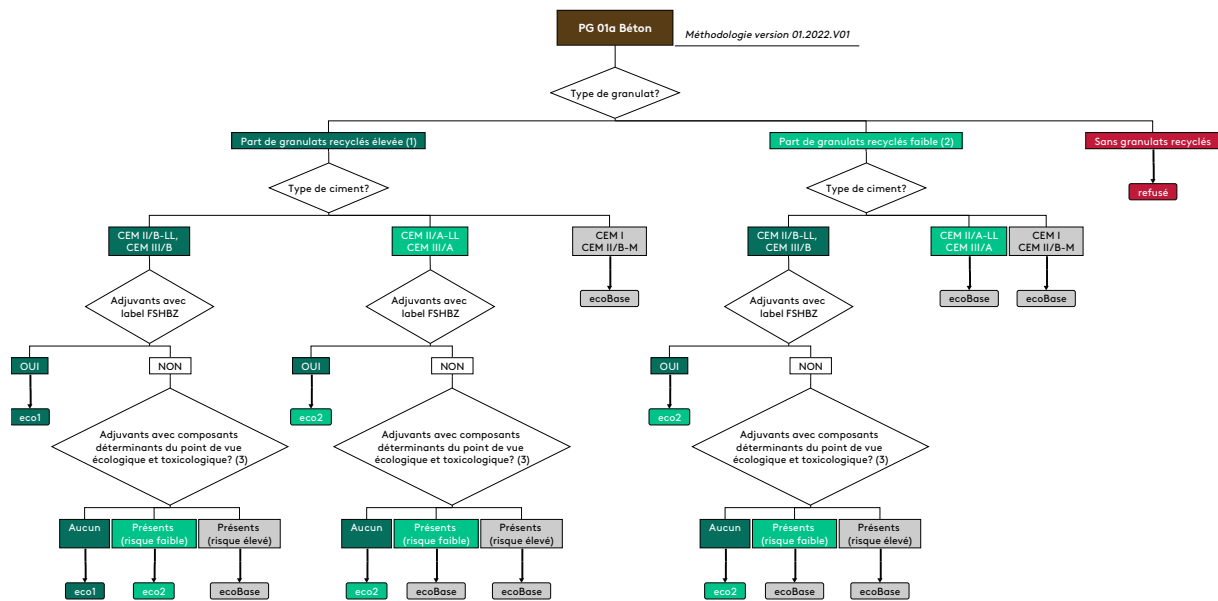 PG 01a Béton
Méthodologie version 01.2022.V01
Type de granulat?
Part de granulats recyclés élevée (1)
Part de granulats recyclés faible (2)
Sans granulats recyclés
Type de ciment?
Type de ciment?
refusé
CEM II/B-LL,
CEM III/B
CEM II/A-LL
CEM III/A
CEM I
CEM II/B-M
CEM II/B-LL,
CEM III/B
CEM II/A-LL
CEM III/A
CEM I
CEM II/B-M
Adjuvants avec
label FSHBZ
Adjuvants avec
label FSHBZ
ecoBase
Adjuvants avec
label FSHBZ
ecoBase
ecoBase
OUI
NON
OUI
NON
OUI
NON
eco1
eco2
eco2
Adjuvants avec composants
déterminants du point de vue
écologique et toxicologique? (3)
Adjuvants avec composants
déterminants du point de vue
écologique et toxicologique? (3)
Adjuvants avec composants
déterminants du point de vue
écologique et toxicologique? (3)
Aucun
Présents
(risque faible)
Présents
(risque élevé)
Aucun
Présents
(risque faible)
Présents
(risque élevé)
Aucun
Présents
(risque faible)
Présents
(risque élevé)
eco1
eco2
ecoBase
eco2
ecoBase
ecoBase
eco2
ecoBase
ecoBase